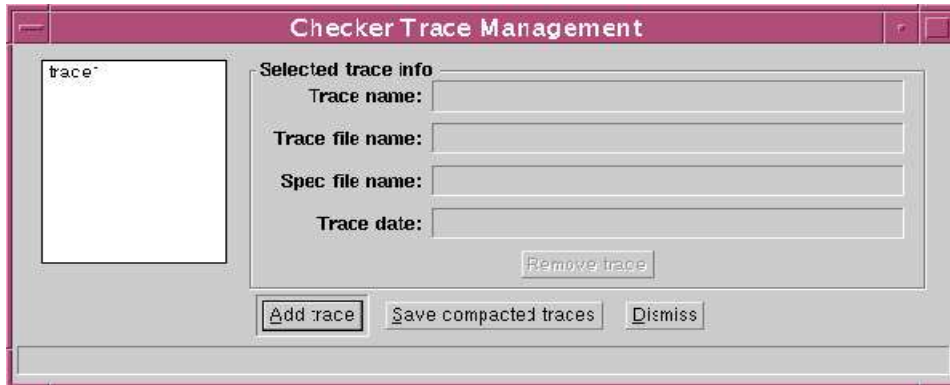 Checker Trace Management
trace1
Selected trace info
Trace name:
Trace file name:
Spec file name:
Trace date:
Remove trace
Add trace
Save compacted traces
Dismiss